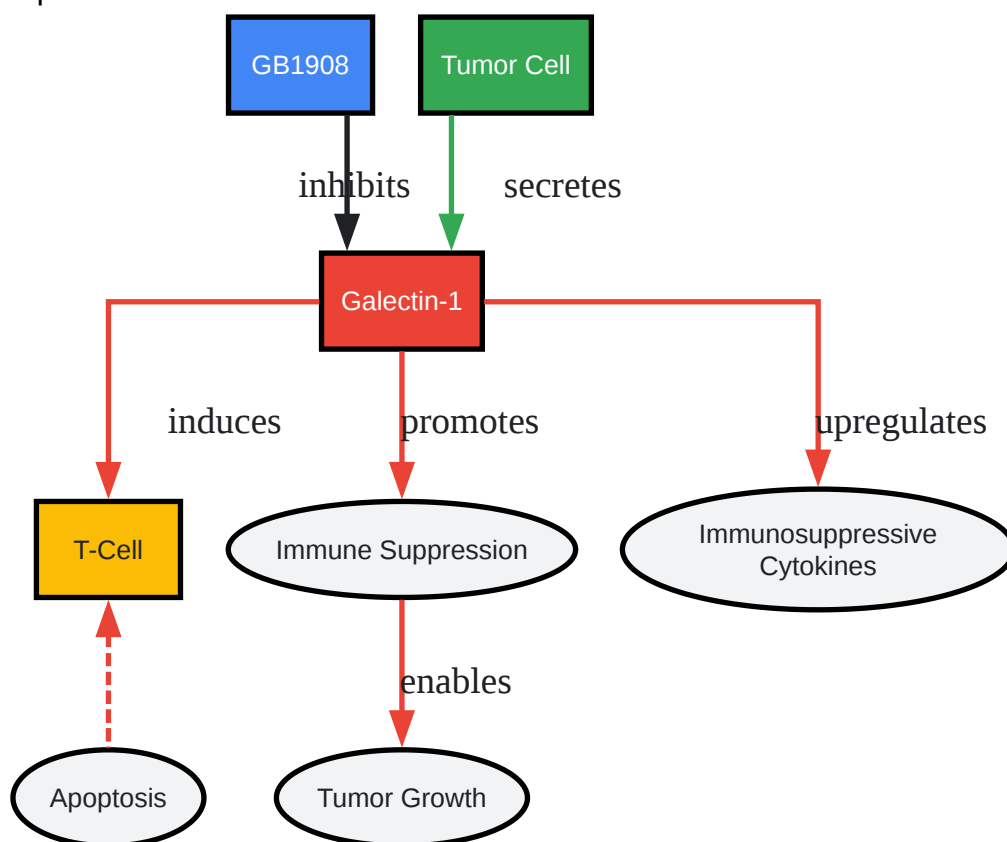 GB1908
Tumor Cell
inhibits
secretes
Galectin-1
induces
promotes
upregulates
T-Cell
Immune Suppression
Immunosuppressive
Cytokines
enables
Apoptosis
Tumor Growth